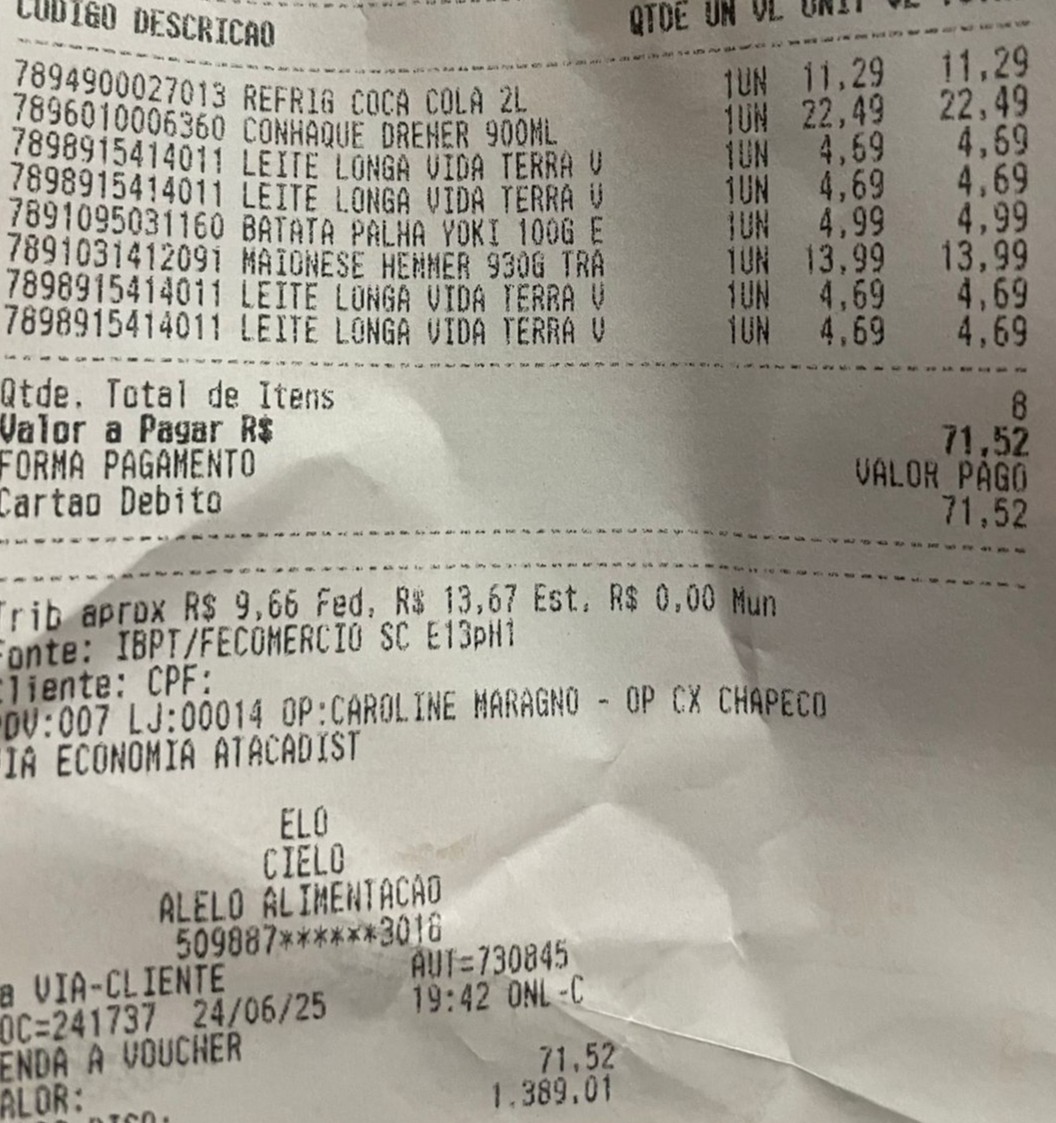 CODIGO DESCRICAO QTDE UN VL UNIT
7894900027013 REFRIG COCA COLA 2L 1UN 11,29 11,29
7896010006360 CONHAQUE DREHER 900ML 1UN 22,49 22,49
7898915414011 LEITE LONGA VIDA TERRA V 1UN 4,69 4,69
7898915414011 LEITE LONGA VIDA TERRA V 1UN 4,69 4,69
7891095031160 BATATA PALHA YOKI 100G E 1UN 4,99 4,99
7891031412091 MAIONESE HEMMER 930G TRA 1UN 13,99 13,99
7898915414011 LEITE LONGA VIDA TERRA V 1UN 4,69 4,69
7898915414011 LEITE LONGA VIDA TERRA V 1UN 4,69 4,69
Qtde. Total de Itens 8
Valor a Pagar R$ 71,52
FORMA PAGAMENTO VALOR PAGO
Cartao Debito 71,52
Trib aprox R$ 9,66 Fed, R$ 13,67 Est, R$ 0,00 Mun
Fonte: IBPT/FECOMERCIO SC E13pH1
Cliente: CPF:
PDV:007 LJ:00014 OP:CAROLINE MARAGNO - OP CX CHAPECO
VIA ECONOMIA ATACADIST
ELO
CIELO
ALELO ALIMENTACAO
509887******3018
a VIA-CLIENTE AUT=730845
OC=241737 24/06/25 19:42 ONL-C
ENDA A VOUCHER
ALOR: 71,52
1.389,01